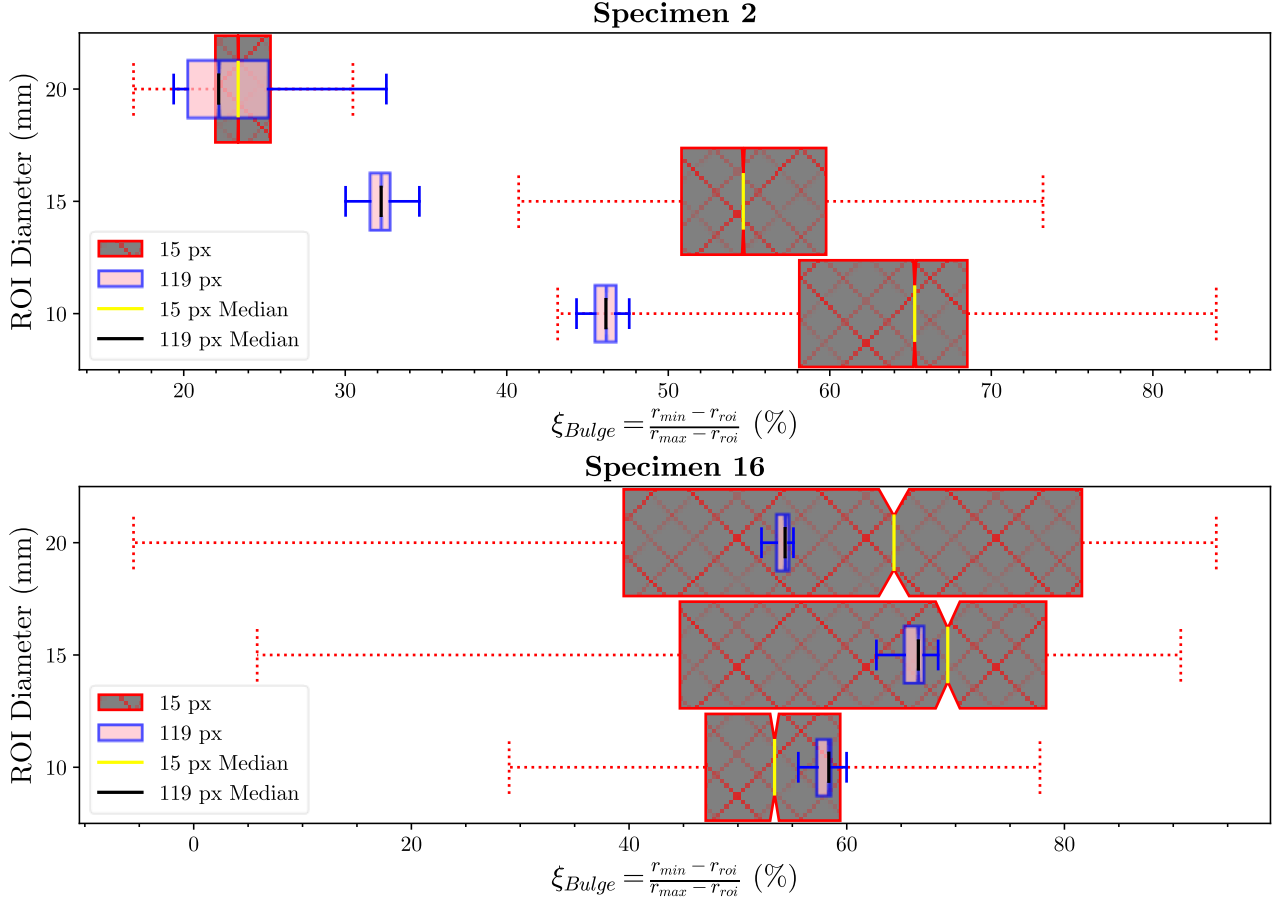 Specimen 2
ROI Diameter (mm)
20
15
10
15 px
119 px
15 px Median
119 px Median
20 30 40 50 60 70 80
ξ_Bulge = (r_min − r_roi)/(r_max − r_roi) (%)
Specimen 16
ROI Diameter (mm)
20
15
10
15 px
119 px
15 px Median
119 px Median
0 20 40 60 80
ξ_Bulge = (r_min − r_roi)/(r_max − r_roi) (%)